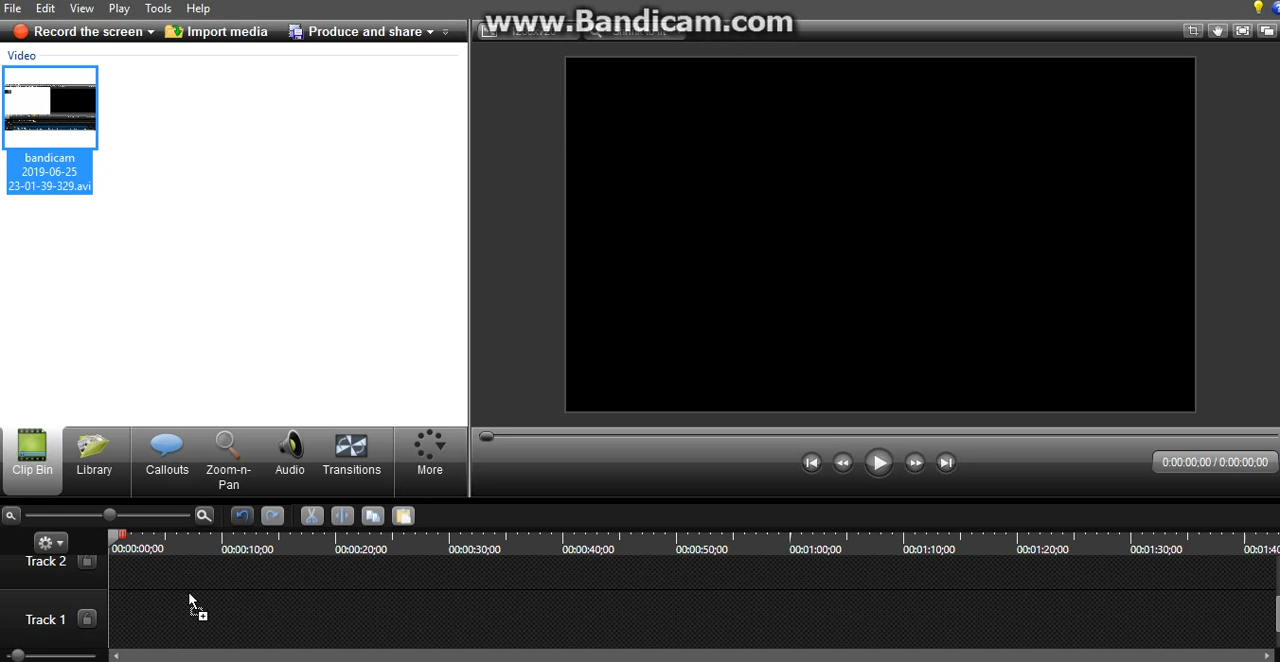 File Edit View Play Tools Help
www.Bandicam.com
Record the screen Import media Produce and share
Video
bandicam
2019-06-25
23-01-39-329.avi
Clip Bin Library Callouts Zoom-n-Pan Audio Transitions More
0:00:00;00 / 0:00:00;00
00:00:00;00 00:00:10;00 00:00:20;00 00:00:30;00 00:00:40;00 00:00:50;00 00:01:00;00 00:01:10;00 00:01:20;00 00:01:30;00 00:01:40
Track 2
Track 1